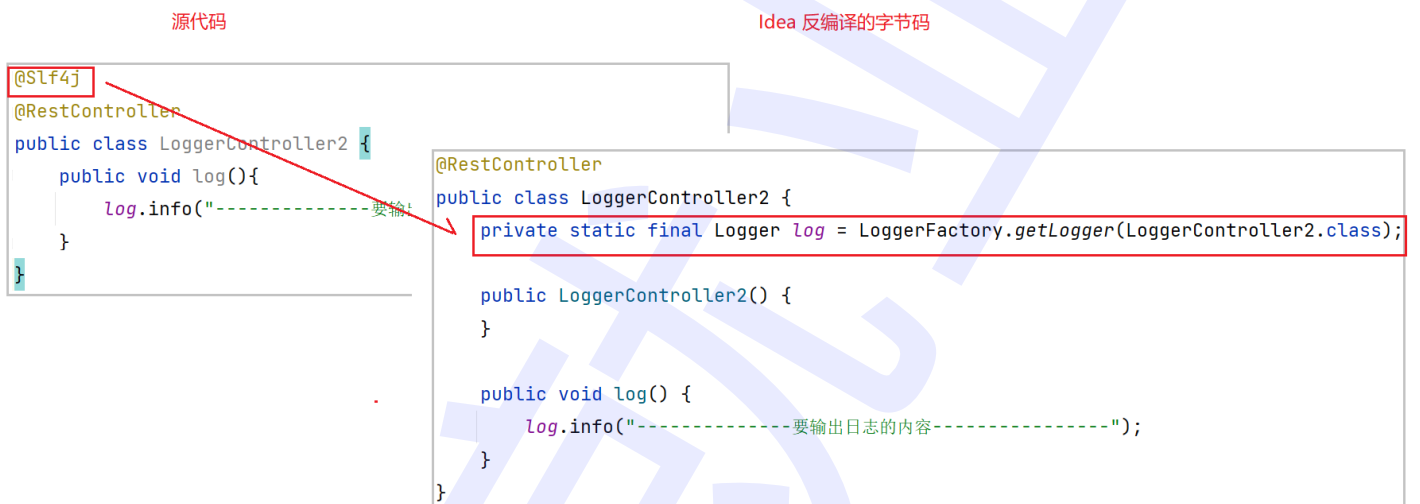 源代码
Idea 反编译的字节码
@Slf4j
@RestController
public class LoggerController2 {
public void log(){
log.info("--------------要输
}
}
@RestController
public class LoggerController2 {
private static final Logger log = LoggerFactory.getLogger(LoggerController2.class);
public LoggerController2() {
}
public void log() {
log.info("--------------要输出日志的内容----------------");
}
}